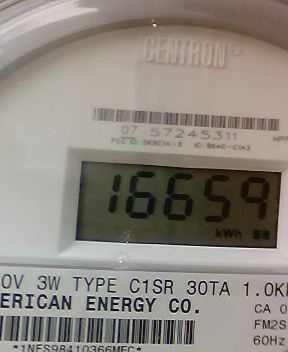 CENTRON®
07 57245311
16659
kWh
0V 3W TYPE C1SR 30TA 1.0K
ERICAN ENERGY CO.
CA 0
FM2S
60Hz
*1NES98410366MEC*